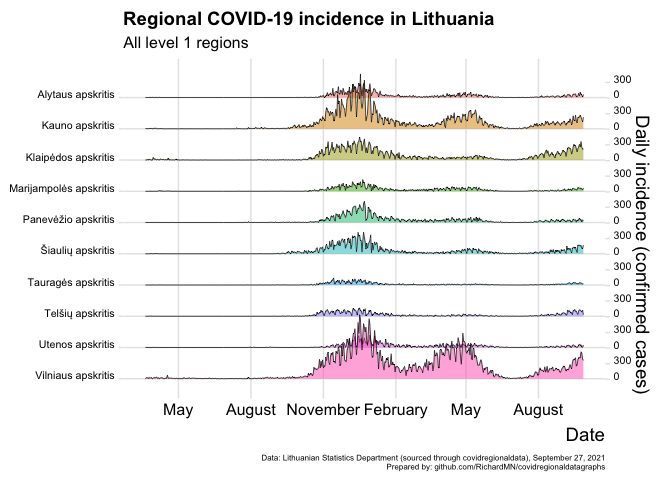 Regional COVID-19 incidence in Lithuania
All level 1 regions
Alytaus apskritis
300
0
Kauno apskritis
300
0
Klaipėdos apskritis
300
0
Marijampolės apskritis
300
0
Panevėžio apskritis
300
0
Šiaulių apskritis
300
0
Tauragės apskritis
300
0
Telšių apskritis
300
0
Utenos apskritis
300
0
Vilniaus apskritis
300
0
Daily incidence (confirmed cases)
May August November February May August
Date
Data: Lithuanian Statistics Department (sourced through covidregionaldata), September 27, 2021
Prepared by: github.com/RichardMN/covidregionaldatagraphs